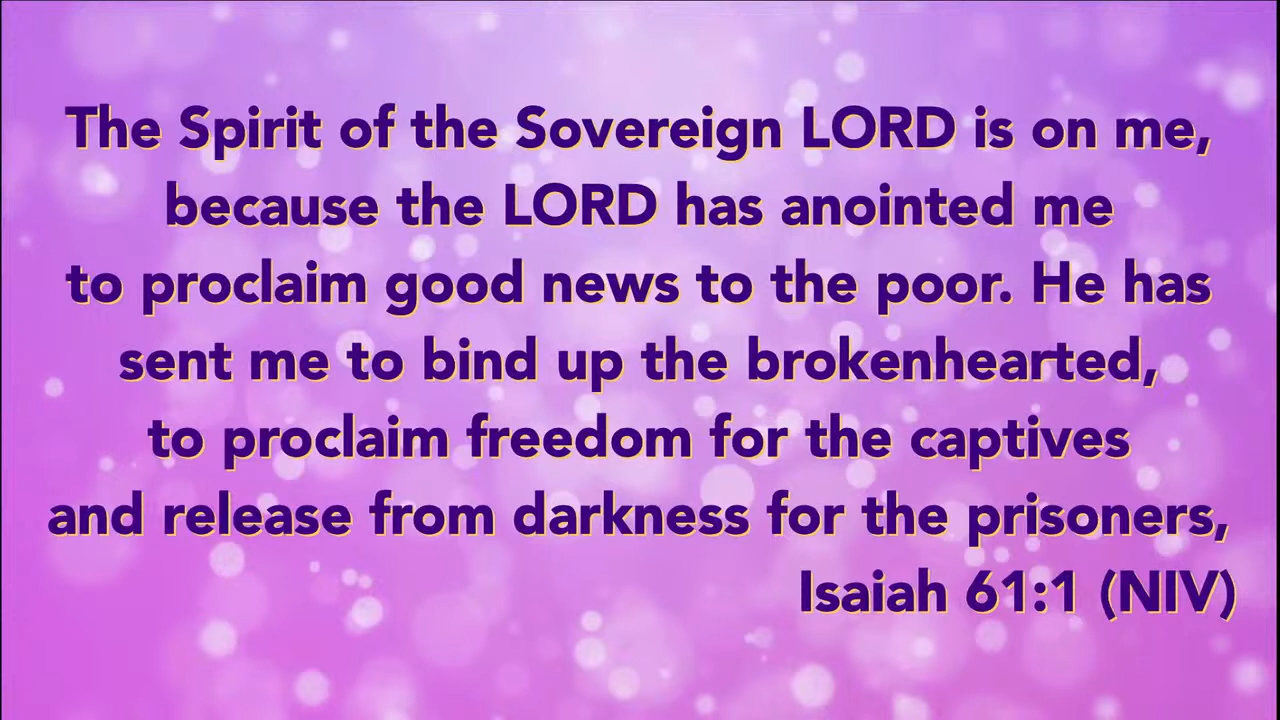 The Spirit of the Sovereign LORD is on me,
because the LORD has anointed me
to proclaim good news to the poor. He has
sent me to bind up the brokenhearted,
to proclaim freedom for the captives
and release from darkness for the prisoners,
Isaiah 61:1 (NIV)